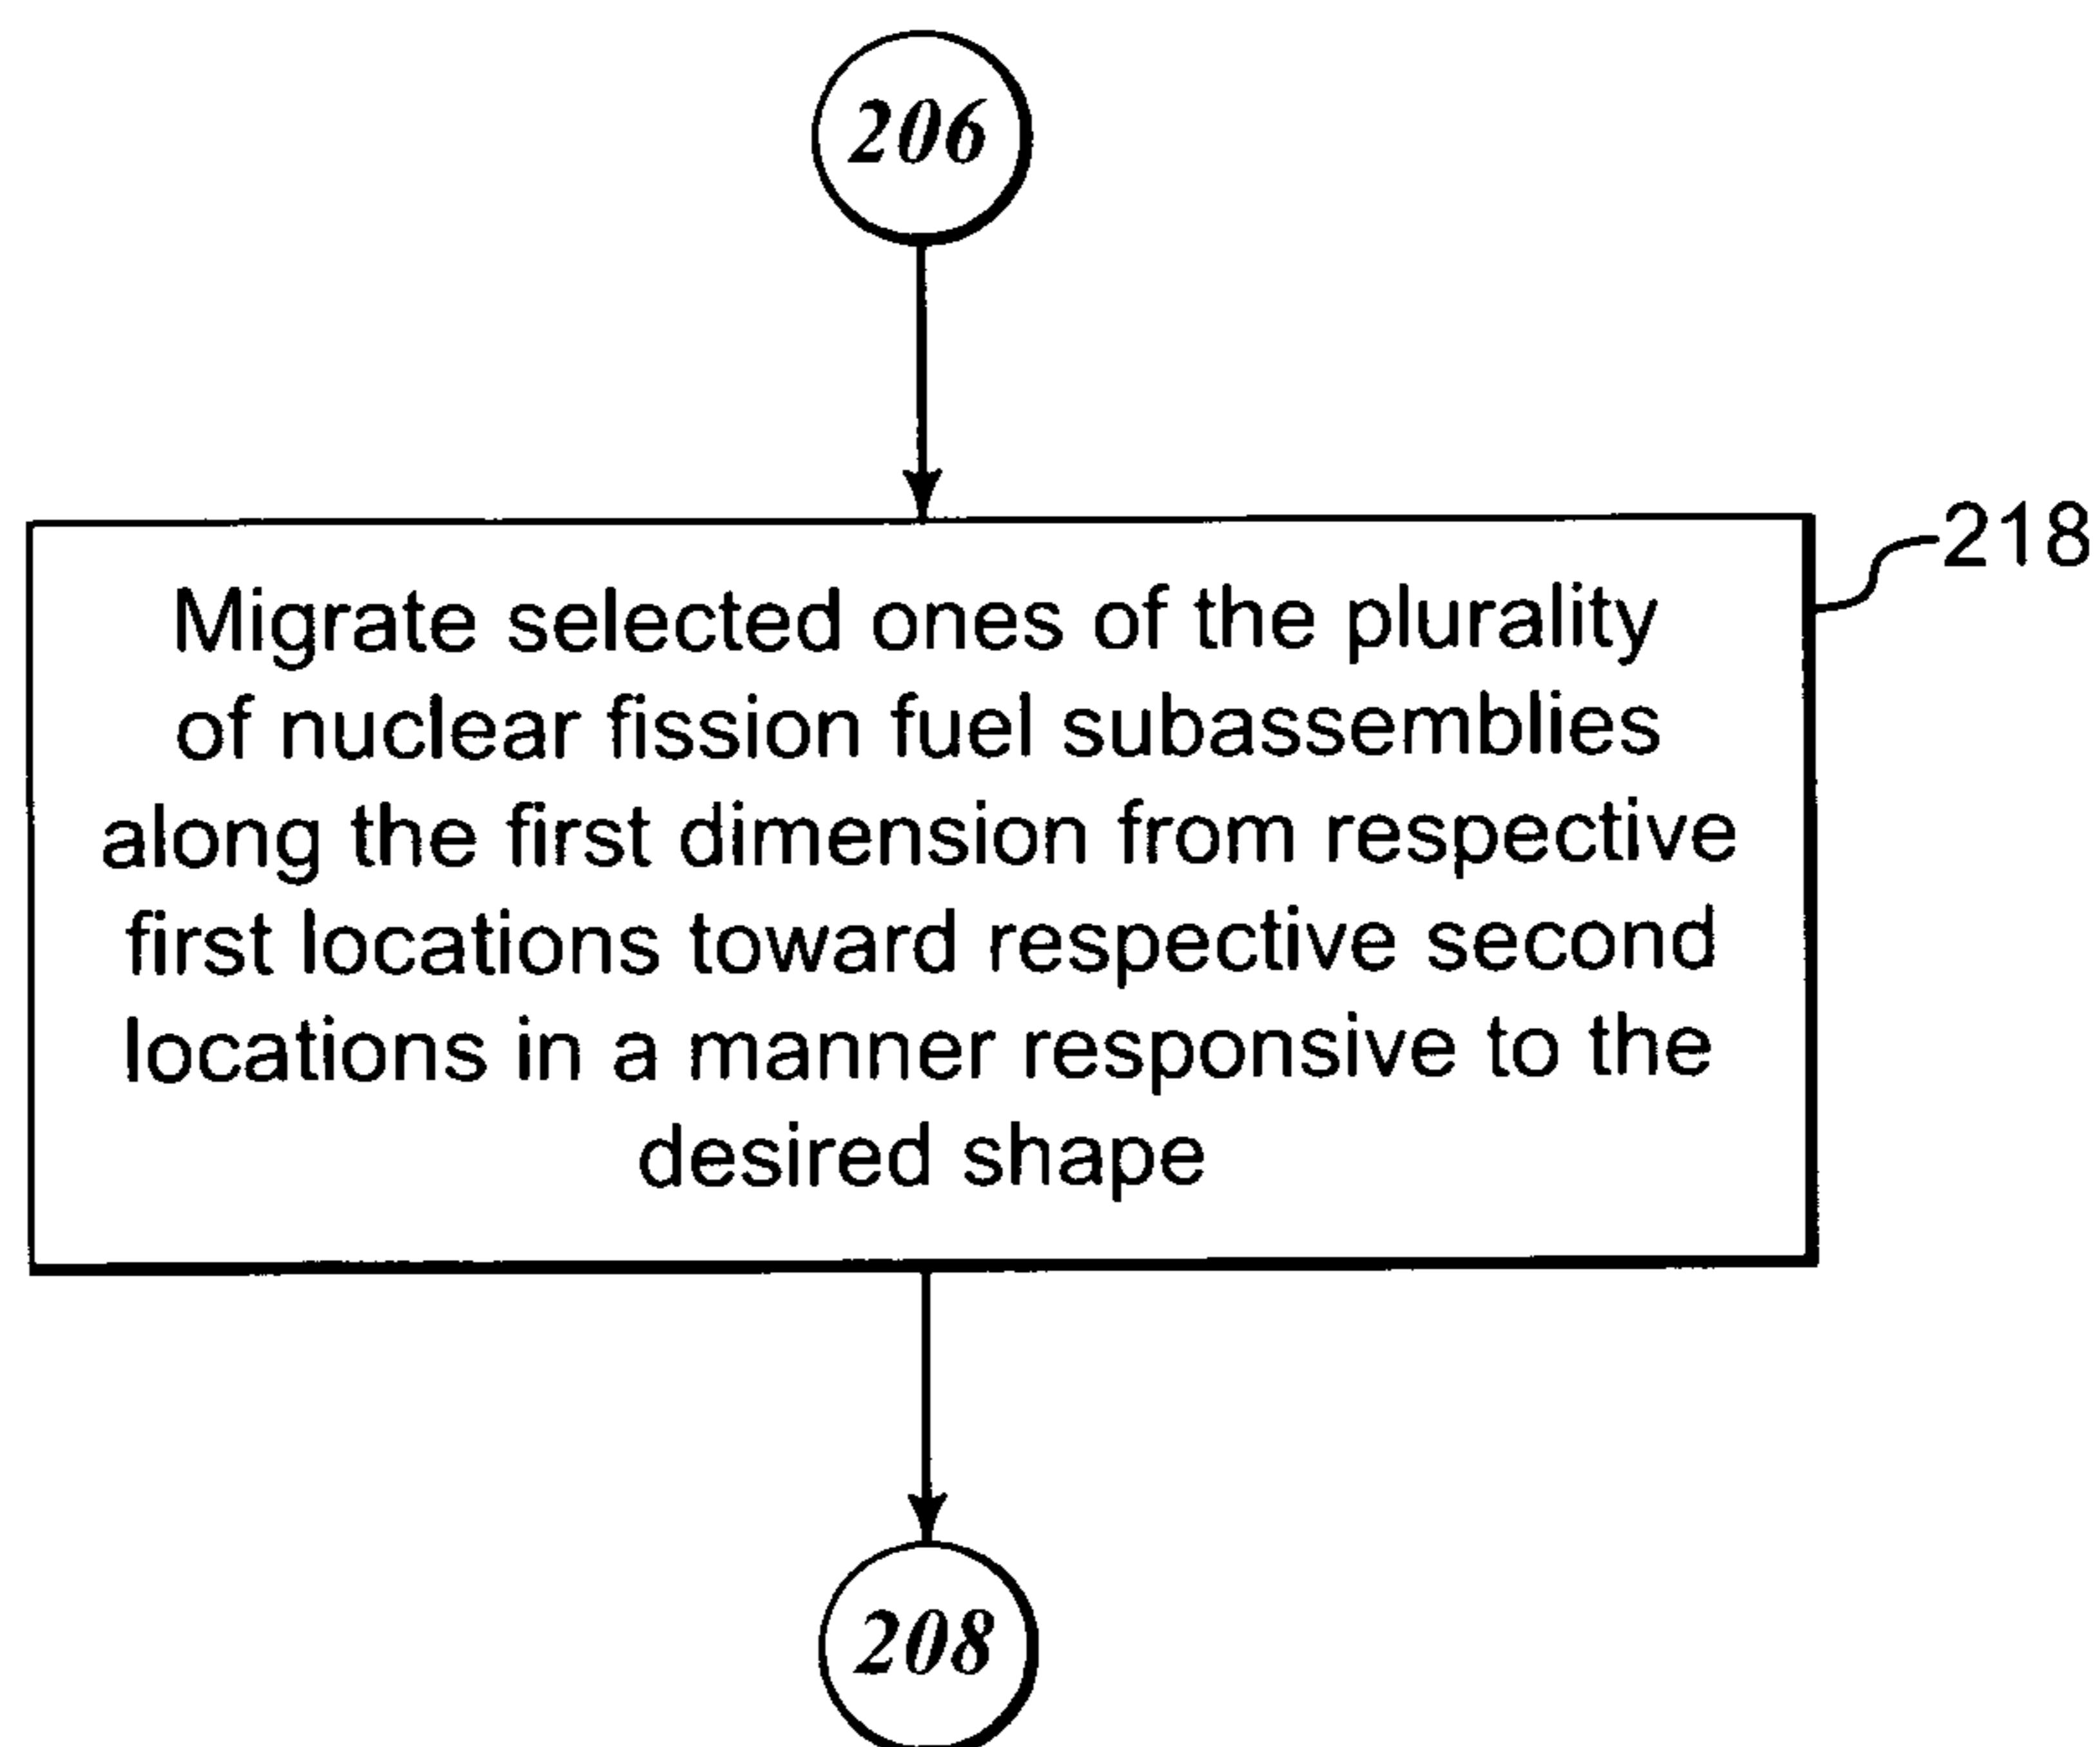 206
218
Migrate selected ones of the plurality
of nuclear fission fuel subassemblies
along the first dimension from respective
first locations toward respective second
locations in a manner responsive to the
desired shape
208